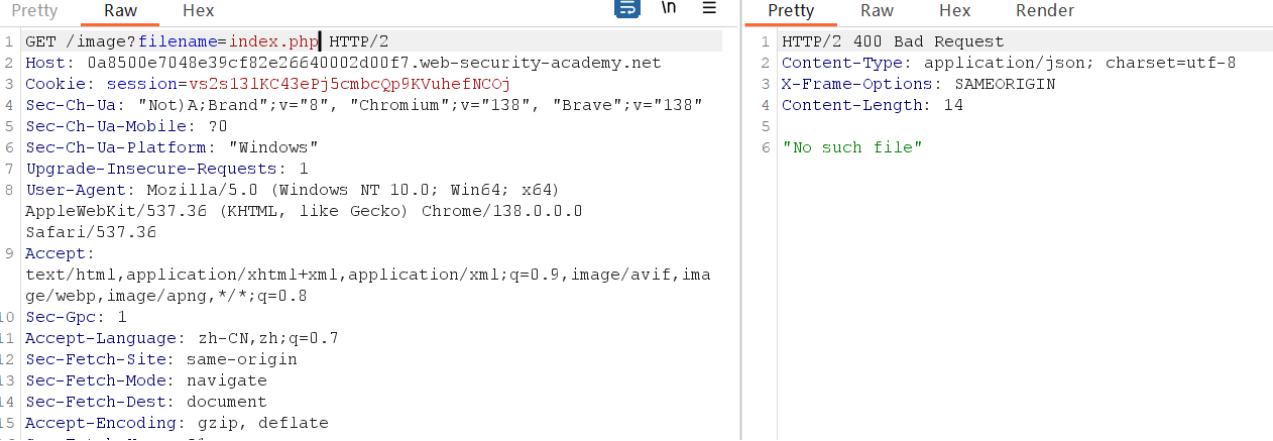 Pretty Raw Hex \n
1 GET /image?filename=index.php HTTP/2
2 Host: 0a8500e7048e39cf82e26640002d00f7.web-security-academy.net
3 Cookie: session=vs2s13lKC43ePj5cmbcQp9KVuhefNCOj
4 Sec-Ch-Ua: "Not)A;Brand";v="8", "Chromium";v="138", "Brave";v="138"
5 Sec-Ch-Ua-Mobile: ?0
6 Sec-Ch-Ua-Platform: "Windows"
7 Upgrade-Insecure-Requests: 1
8 User-Agent: Mozilla/5.0 (Windows NT 10.0; Win64; x64)
AppleWebKit/537.36 (KHTML, like Gecko) Chrome/138.0.0.0
Safari/537.36
9 Accept:
text/html,application/xhtml+xml,application/xml;q=0.9,image/avif,ima
ge/webp,image/apng,*/*;q=0.8
10 Sec-Gpc: 1
11 Accept-Language: zh-CN,zh;q=0.7
12 Sec-Fetch-Site: same-origin
13 Sec-Fetch-Mode: navigate
14 Sec-Fetch-Dest: document
15 Accept-Encoding: gzip, deflate
Pretty Raw Hex Render
1 HTTP/2 400 Bad Request
2 Content-Type: application/json; charset=utf-8
3 X-Frame-Options: SAMEORIGIN
4 Content-Length: 14
5
6 "No such file"